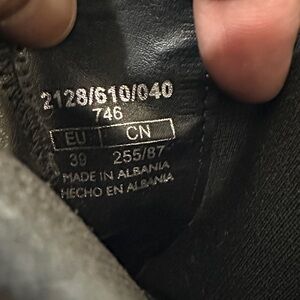 2128/610/040
746
EU CN
39 255/87
MADE IN ALBANIA
HECHO EN ALBANIA